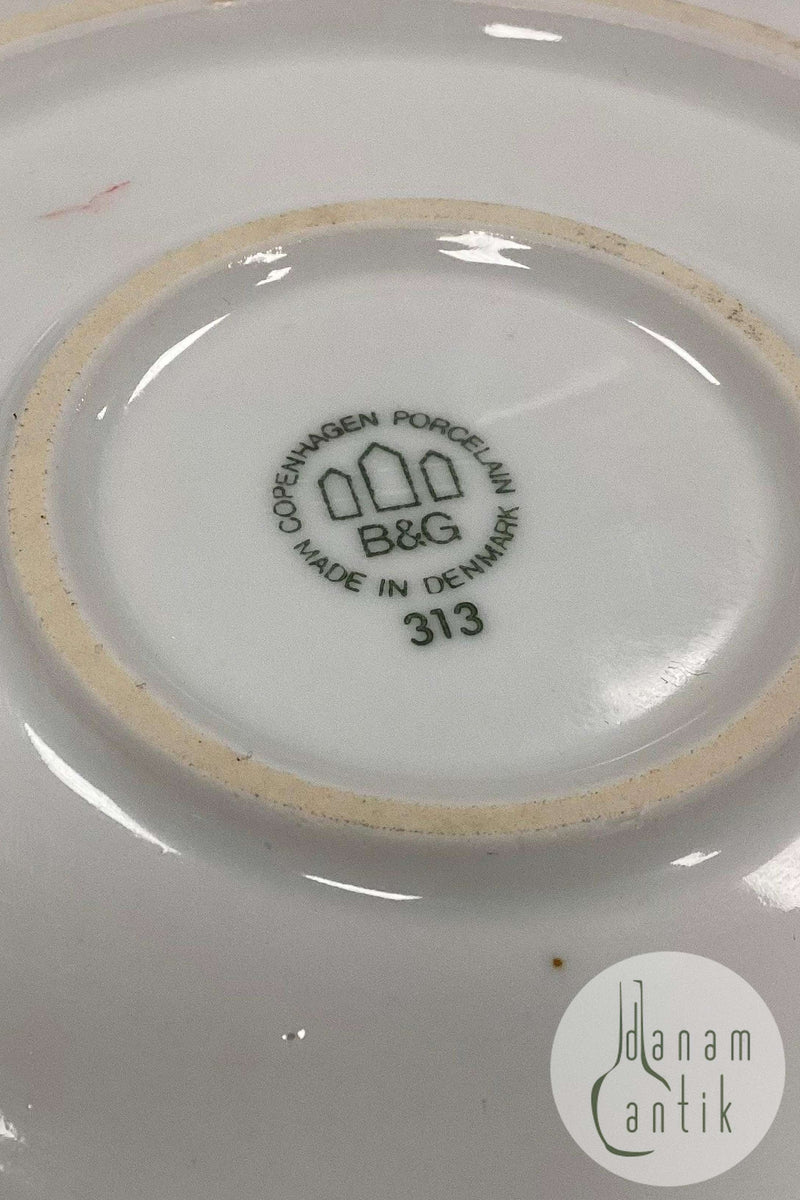 COPENHAGEN PORCELAIN
B&G
MADE IN DENMARK
313
danam
antik